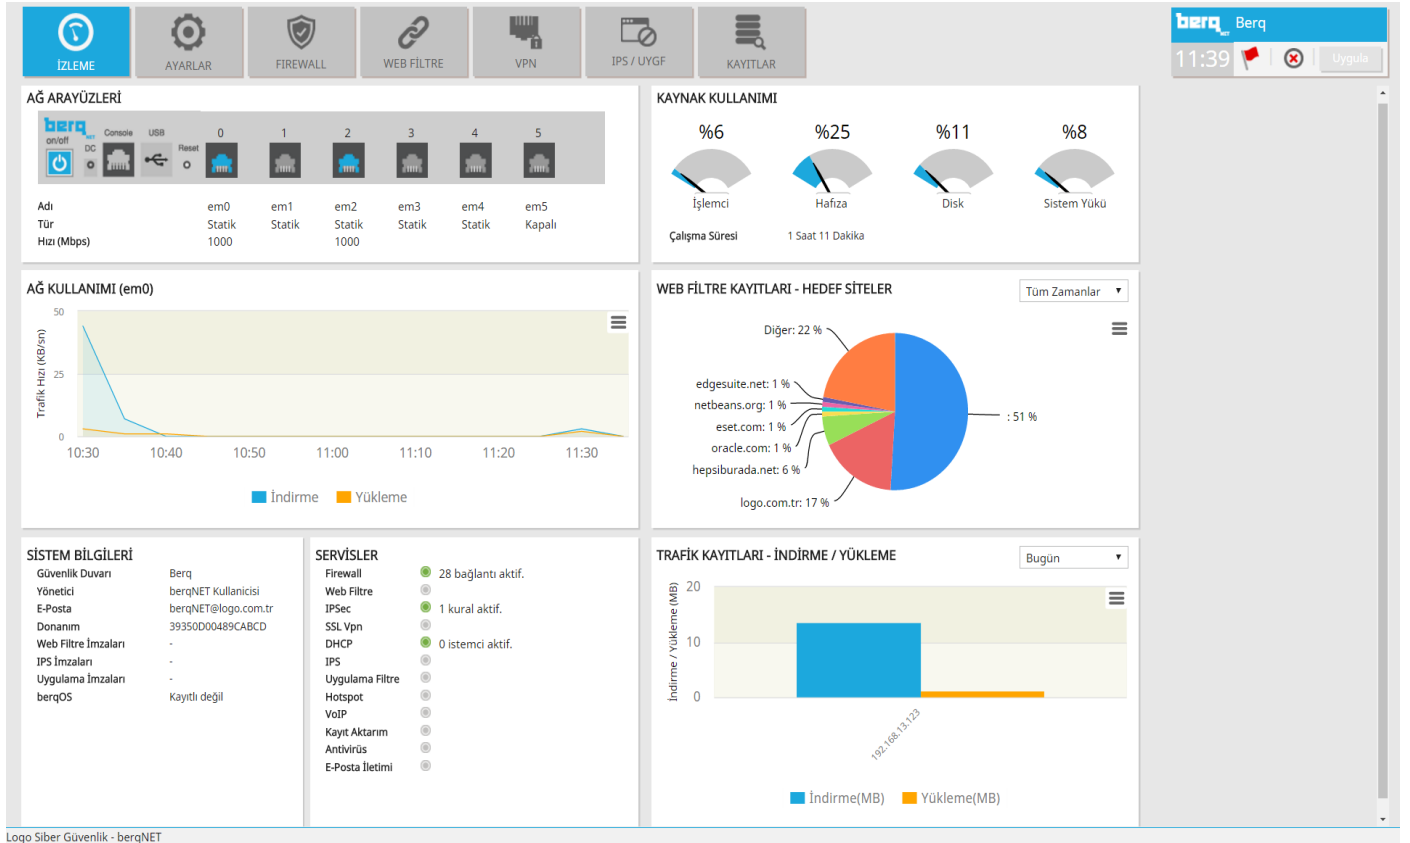 İZLEME
AYARLAR
FIREWALL
WEB FİLTRE
VPN
IPS / UYGF
KAYITLAR
berq NET Berq
11:39 Uygula
AĞ ARAYÜZLERİ
berq NET
on/off DC Console USB Reset 0 1 2 3 4 5
Adı em0 em1 em2 em3 em4 em5
Tür Statik Statik Statik Statik Statik Kapalı
Hızı (Mbps) 1000 1000
KAYNAK KULLANIMI
%6 %25 %11 %8
İşlemci Hafıza Disk Sistem Yükü
Çalışma Süresi 1 Saat 11 Dakika
AĞ KULLANIMI (em0)
Trafik Hızı (KB/sn)
50
25
0
10:30 10:40 10:50 11:00 11:10 11:20 11:30
İndirme Yükleme
WEB FİLTRE KAYITLARI - HEDEF SİTELER
Tüm Zamanlar
Diğer: 22 %
edgesuite.net: 1 %
netbeans.org: 1 %
eset.com: 1 %
oracle.com: 1 %
hepsiburada.net: 6 %
logo.com.tr: 17 %
: 51 %
SİSTEM BİLGİLERİ
Güvenlik Duvarı Berq
Yönetici berqNET Kullanicisi
E-Posta berqNET@logo.com.tr
Donanım 39350D00489CABCD
Web Filtre İmzaları -
IPS İmzaları -
Uygulama İmzaları -
berqOS Kayıtlı değil
SERVİSLER
Firewall 28 bağlantı aktif.
Web Filtre
IPSec 1 kural aktif.
SSL Vpn
DHCP 0 istemci aktif.
IPS
Uygulama Filtre
Hotspot
VoIP
Kayıt Aktarım
Antivirüs
E-Posta İletimi
TRAFİK KAYITLARI - İNDİRME / YÜKLEME
Bugün
İndirme / Yükleme (MB)
20
10
0
192.168.13.123
İndirme(MB) Yükleme(MB)
Logo Siber Güvenlik - berqNET